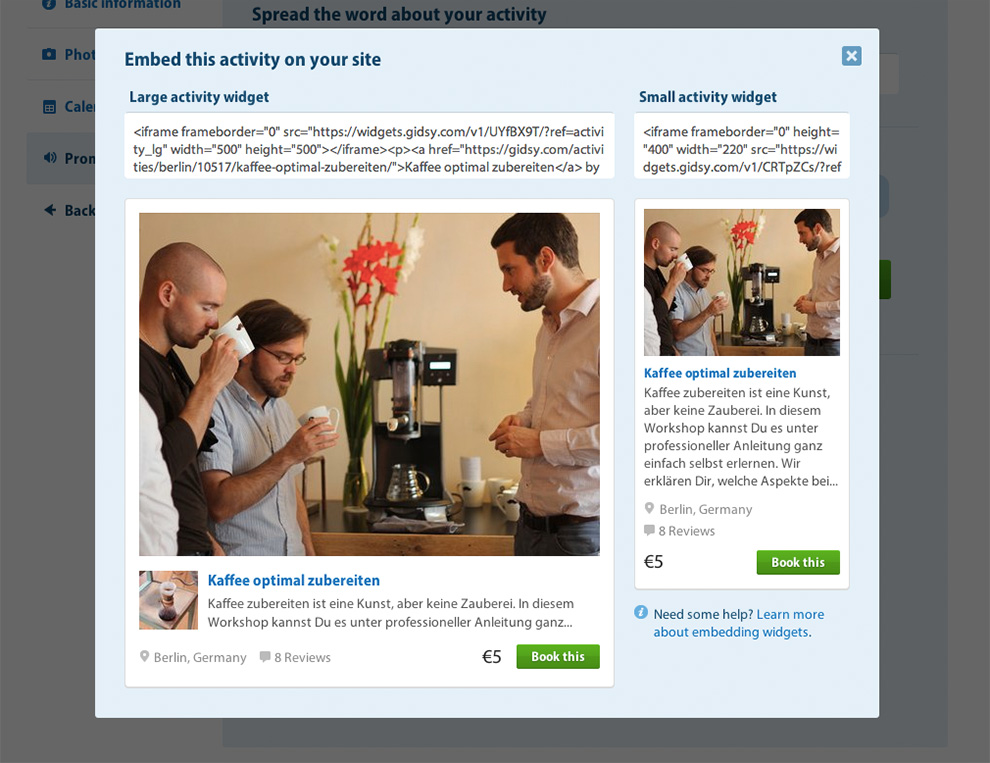 Basic information
Spread the word about your activity
Embed this activity on your site
Large activity widget
<iframe frameborder="0" src="https://widgets.gidsy.com/v1/UYfBX9T/?ref=activi
ty_lg" width="500" height="500"></iframe><p><a href="https://gidsy.com/activi
ties/berlin/10517/kaffee-optimal-zubereiten/">Kaffee optimal zubereiten</a> by
Small activity widget
<iframe frameborder="0" height=
"400" width="220" src="https://wi
dgets.gidsy.com/v1/CRTpZCs/?ref
Phot
Caler
Pron
Back
Kaffee optimal zubereiten
Kaffee zubereiten ist eine Kunst, aber keine Zauberei. In diesem
Workshop kannst Du es unter professioneller Anleitung ganz...
Berlin, Germany
8 Reviews
€5
Book this
Kaffee optimal zubereiten
Kaffee zubereiten ist eine Kunst,
aber keine Zauberei. In diesem
Workshop kannst Du es unter
professioneller Anleitung ganz
einfach selbst erlernen. Wir
erklären Dir, welche Aspekte bei...
Berlin, Germany
8 Reviews
€5
Book this
Need some help? Learn more
about embedding widgets.